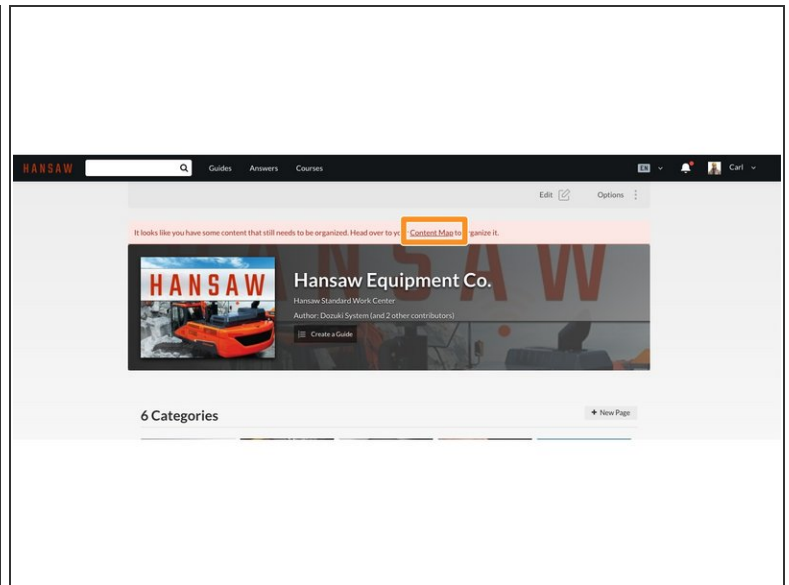 HANSAW
Guides Answers Courses
EN
Carl
Edit Options
It looks like you have some content that still needs to be organized. Head over to Content Map to organize it.
HANSAW
HANSAW
Hansaw Equipment Co.
Hansaw Standard Work Center
Author: Dozuki System (and 2 other contributors)
Create a Guide
6 Categories
+ New Page